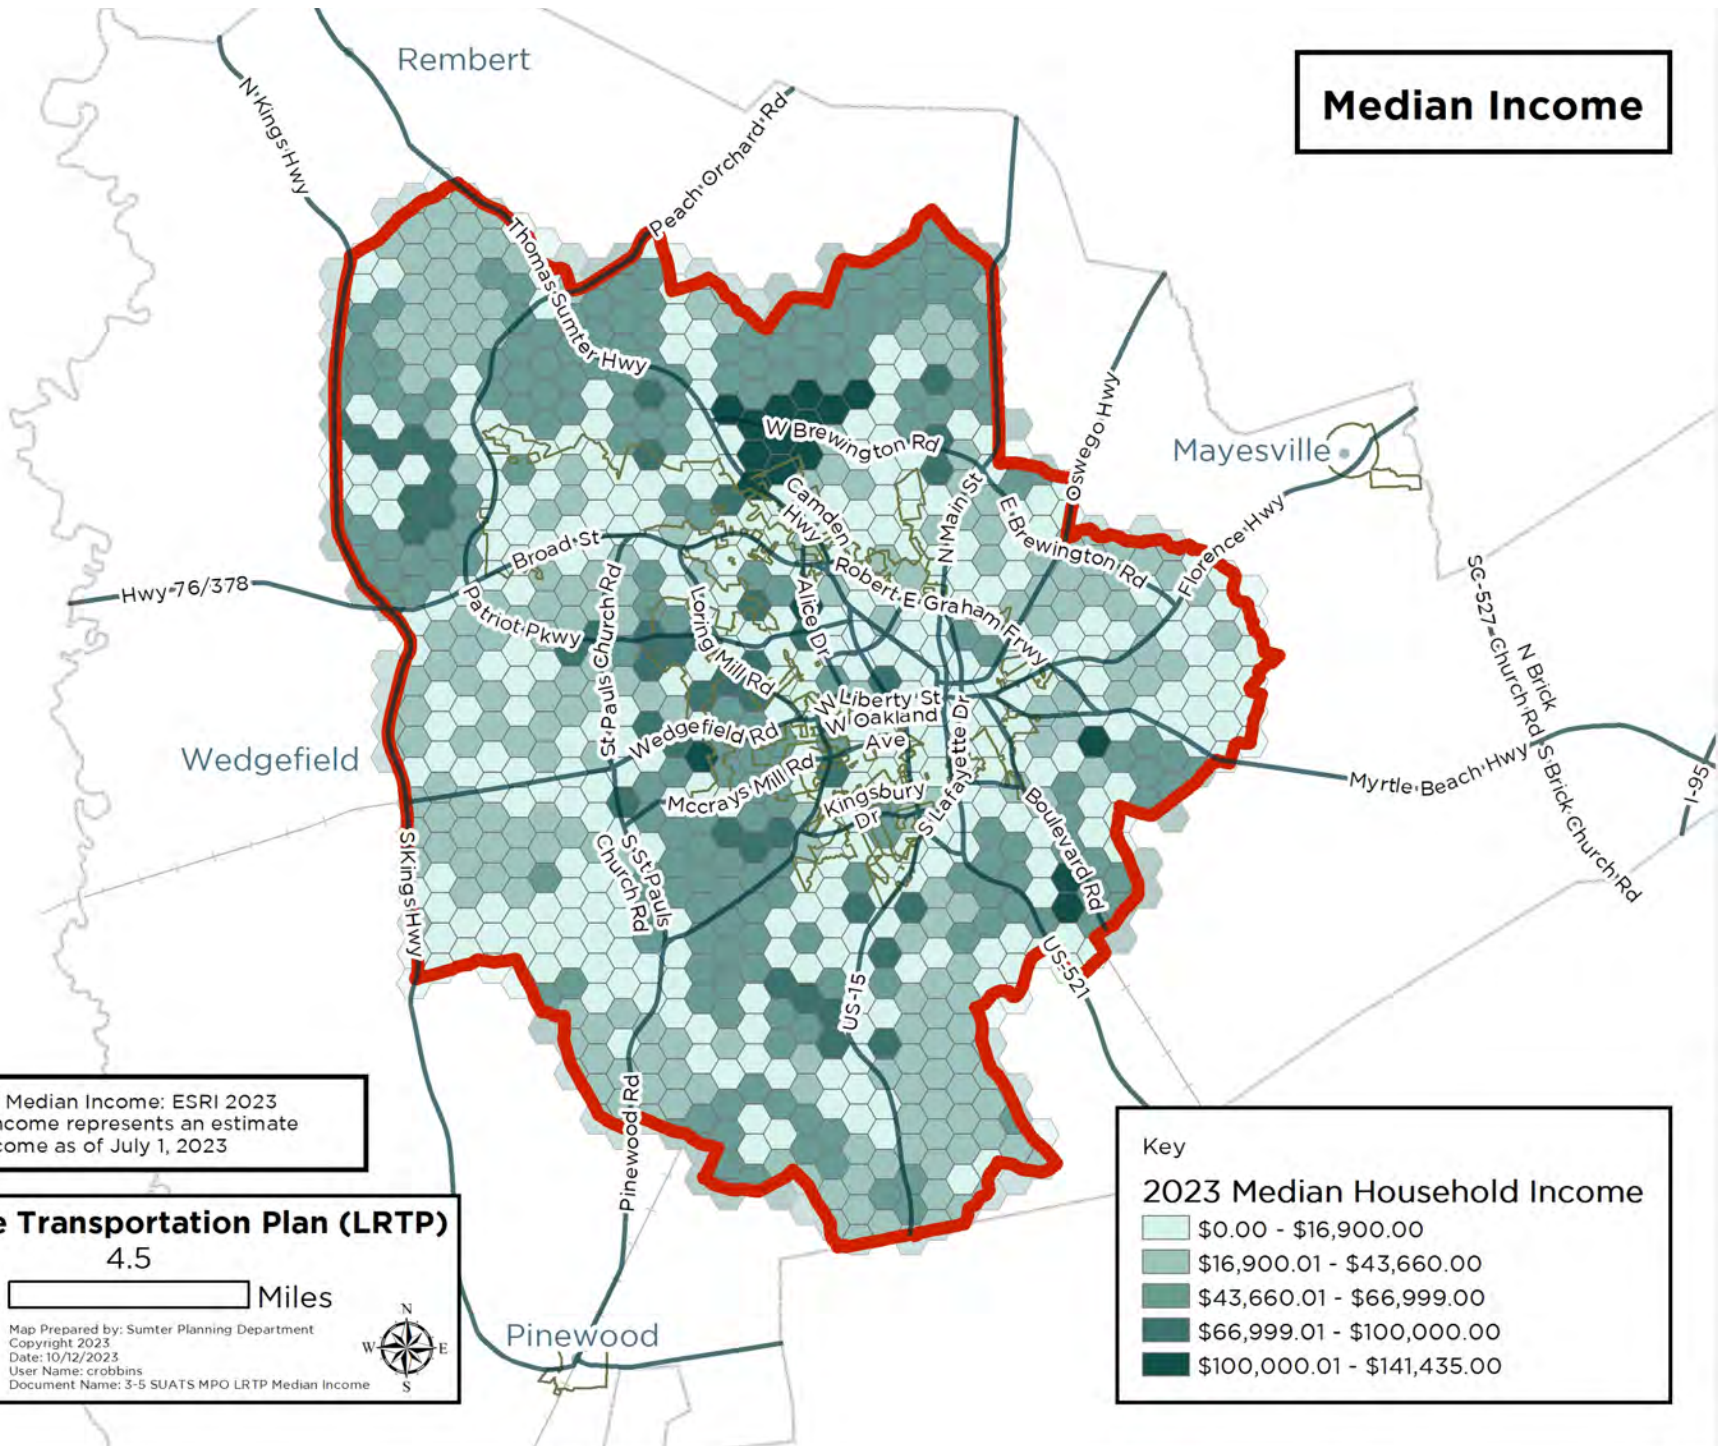 Rembert
Median Income
N Kings Hwy
Peach Orchard Rd
Thomas Sumter Hwy
Oswego Hwy
W Brewington Rd
Mayesville
Camden
Hwy
N Main St
E Brewington Rd
Florence Hwy
Broad St
Hwy 76/378
Patriot Pkwy
St Pauls Church Rd
Loring Mill Rd
Alice Dr
Robert E Graham Frwy
SC-527-Church Rd
N Brick
W Liberty St
W Oakland
Ave
Wedgefield Rd
Wedgefield
Mccrays Mill Rd
Kingsbury
Dr
S Lafayette Dr
Boulevard Rd
Myrtle Beach Hwy
S Brick Church Rd
I-95
S Kings Hwy
S St Pauls
Church Rd
US-15
US-521
Pinewood Rd
Median Income: ESRI 2023
ncome represents an estimate
come as of July 1, 2023
e Transportation Plan (LRTP)
4.5
Miles
Map Prepared by: Sumter Planning Department
Copyright 2023
Date: 10/12/2023
User Name: crobbins
Document Name: 3-5 SUATS MPO LRTP Median Income
N
W E
S
Pinewood
Key
2023 Median Household Income
$0.00 - $16,900.00
$16,900.01 - $43,660.00
$43,660.01 - $66,999.00
$66,999.01 - $100,000.00
$100,000.01 - $141,435.00